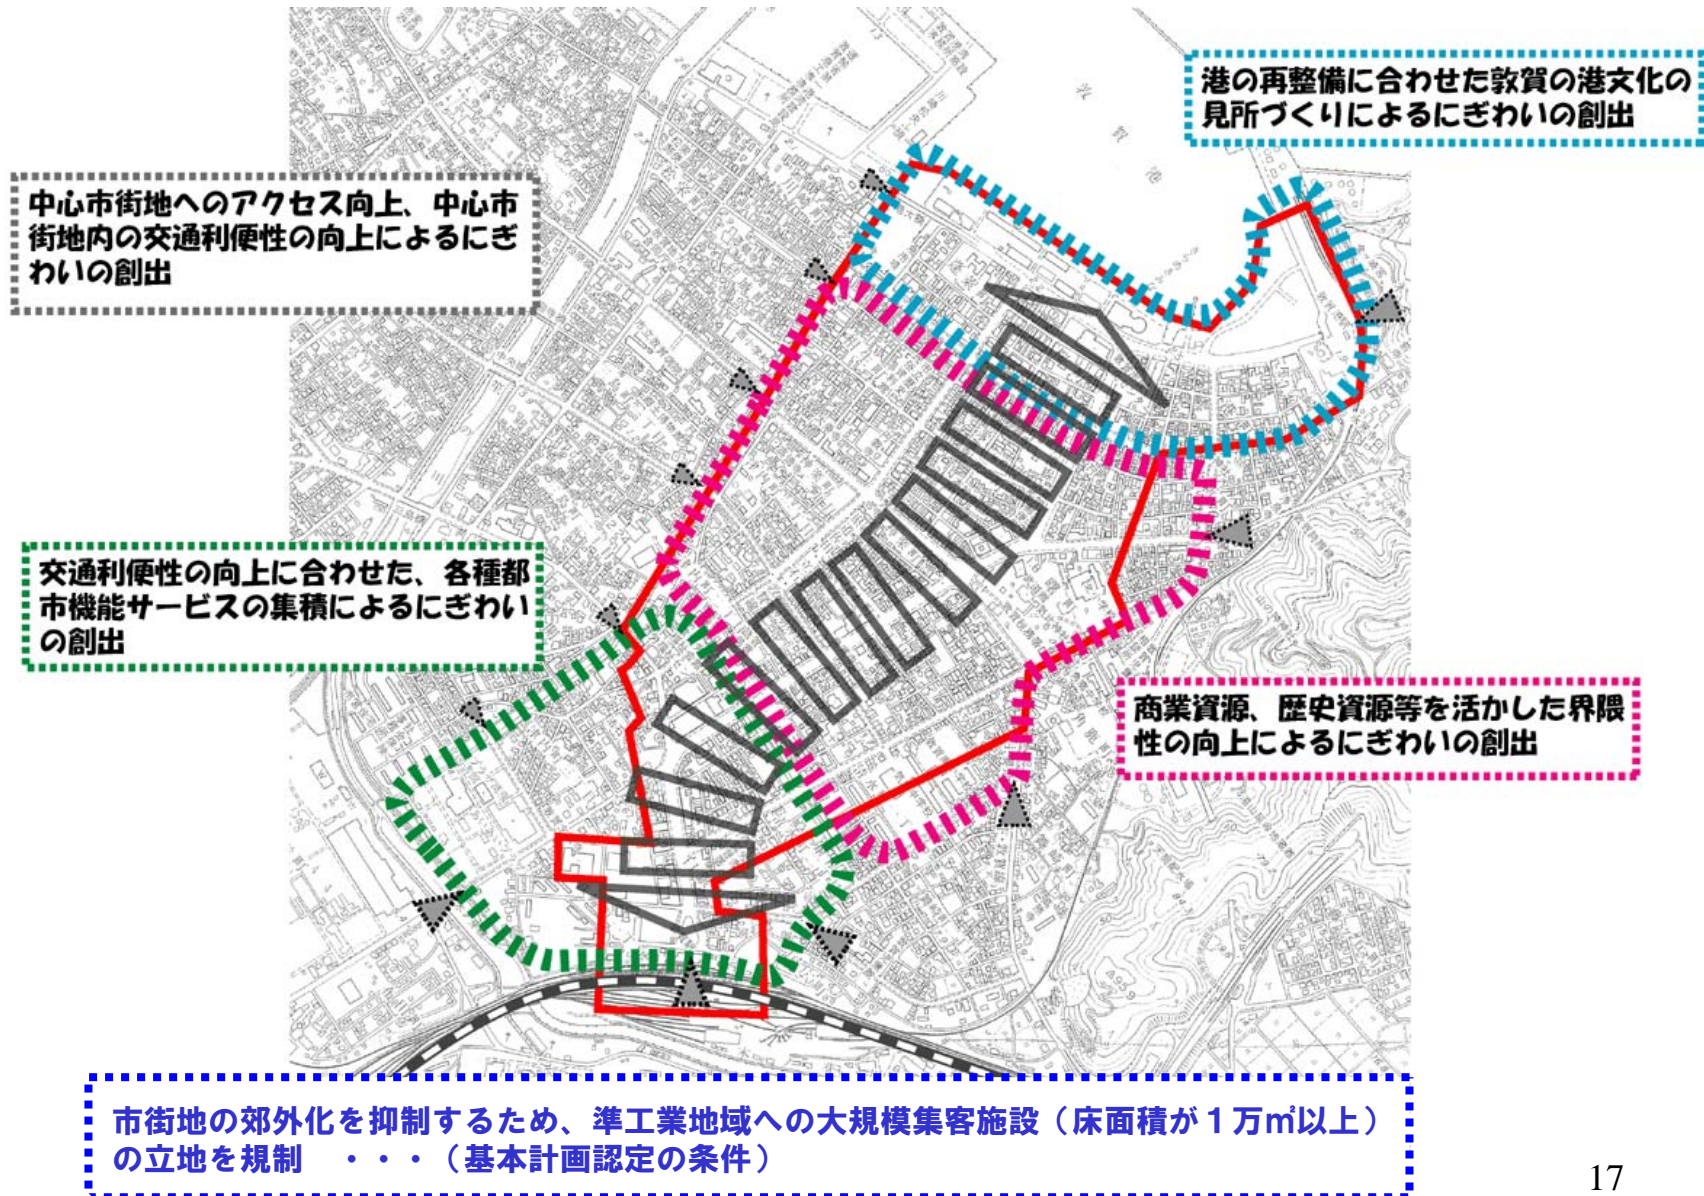 港の再整備に合わせた敦賀の港文化の
見所づくりによるにぎわいの創出
中心市街地へのアクセス向上、中心市
街地内の交通利便性の向上によるにぎ
わいの創出
交通利便性の向上に合わせた、各種都
市機能サービスの集積によるにぎわい
の創出
商業資源、歴史資源等を活かした界隈
性の向上によるにぎわいの創出
敦賀港
市街地の郊外化を抑制するため、準工業地域への大規模集客施設（床面積が１万㎡以上）
の立地を規制　・・・（基本計画認定の条件）
17